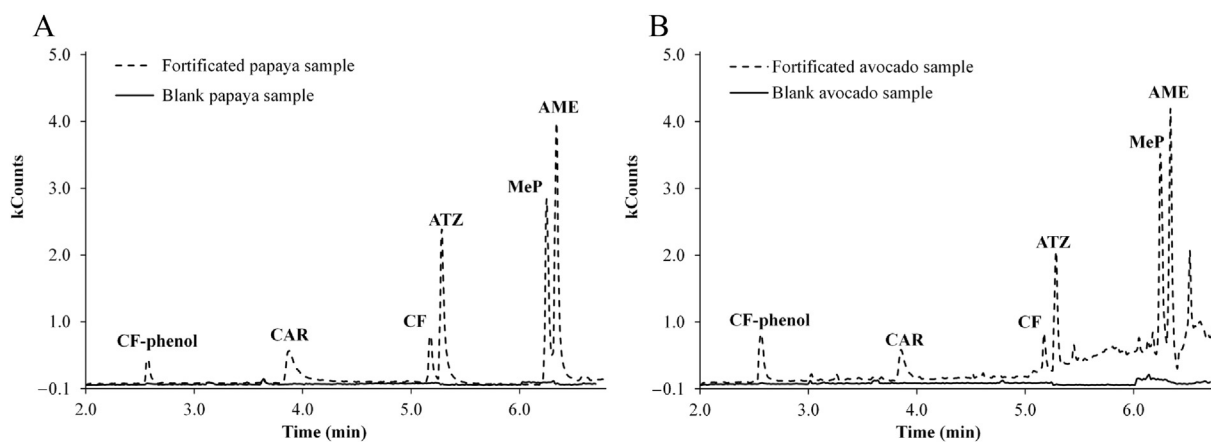 A
5.0
4.0
3.0
2.0
1.0
–0.1
kCounts
Fortificated papaya sample
Blank papaya sample
CF-phenol
CAR
CF
ATZ
MeP
AME
2.0 3.0 4.0 5.0 6.0
Time (min)
B
5.0
4.0
3.0
2.0
1.0
–0.1
kCounts
Fortificated avocado sample
Blank avocado sample
CF-phenol
CAR
CF
ATZ
MeP
AME
2.0 3.0 4.0 5.0 6.0
Time (min)